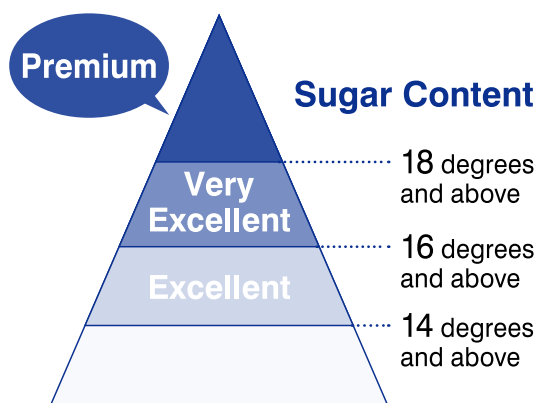 Premium
Sugar Content
Very
Excellent
18 degrees
and above
Excellent
16 degrees
and above
14 degrees
and above